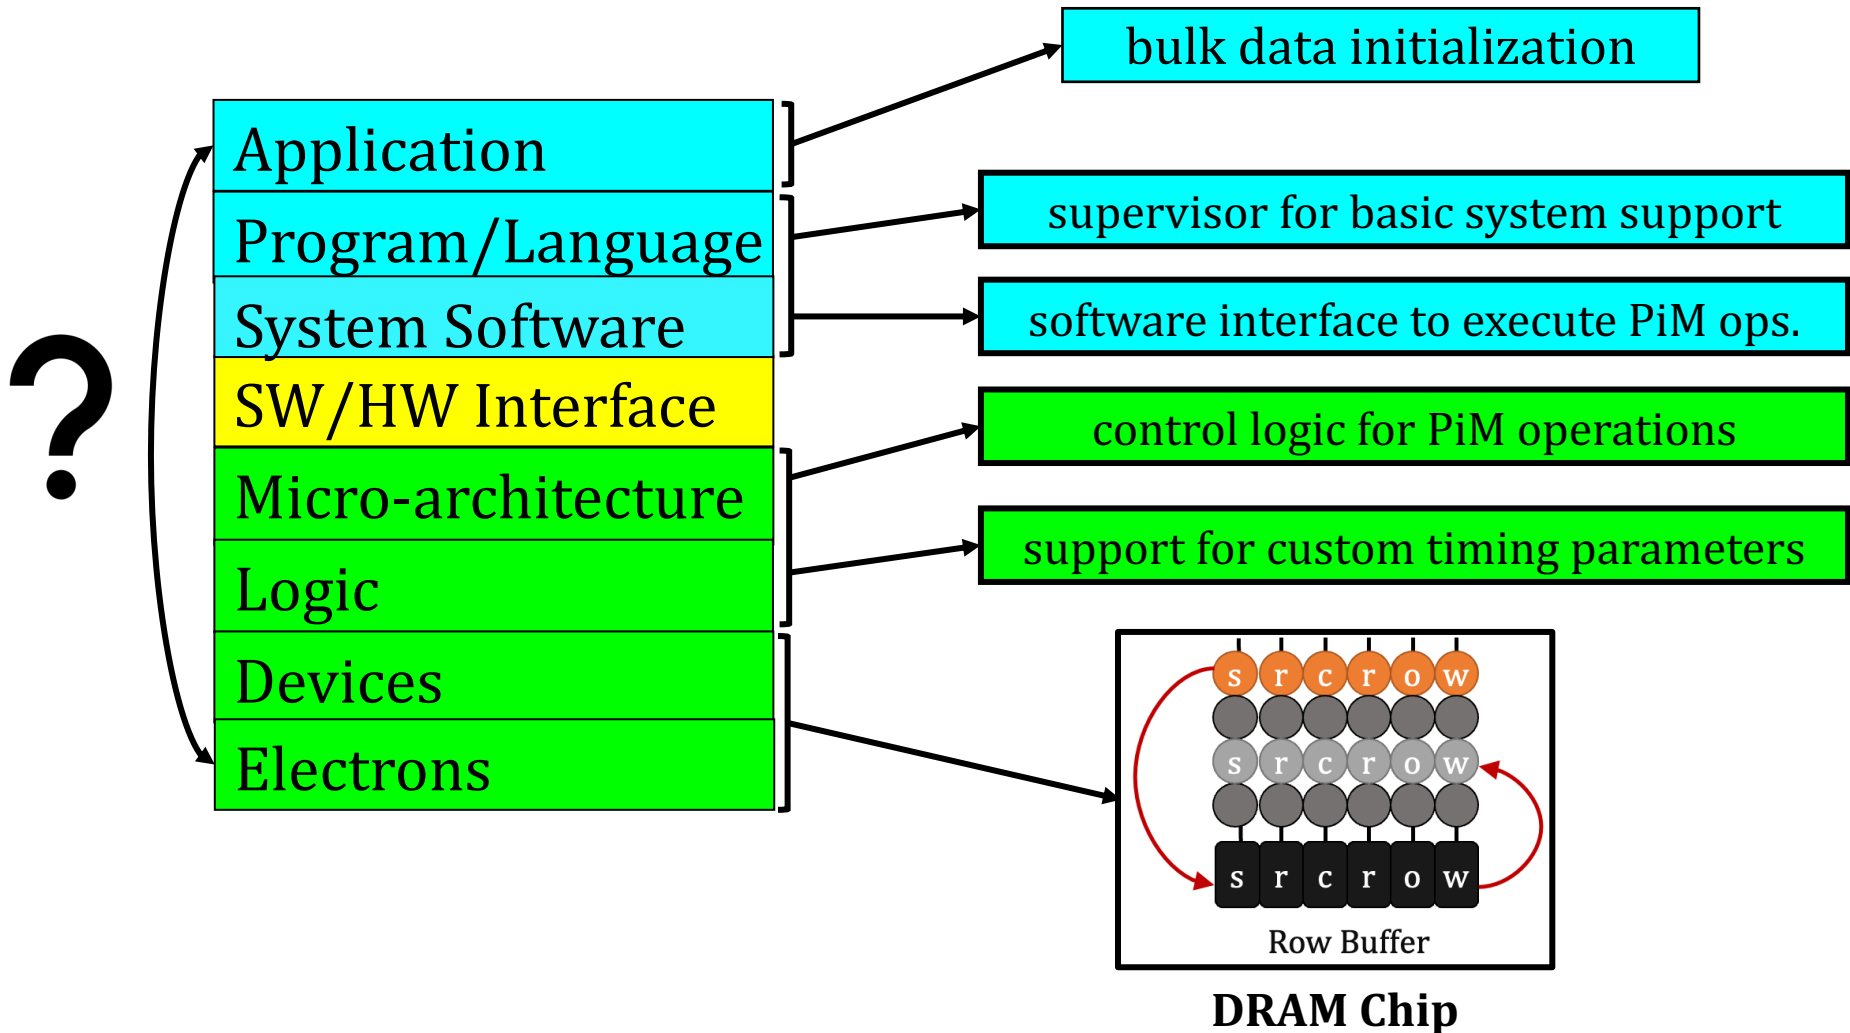 bulk data initialization
Application
Program/Language
supervisor for basic system support
System Software
software interface to execute PiM ops.
?
SW/HW Interface
control logic for PiM operations
Micro-architecture
support for custom timing parameters
Logic
Devices
s r c r o w
Electrons
s r c r o w
s r c r o w
Row Buffer
DRAM Chip